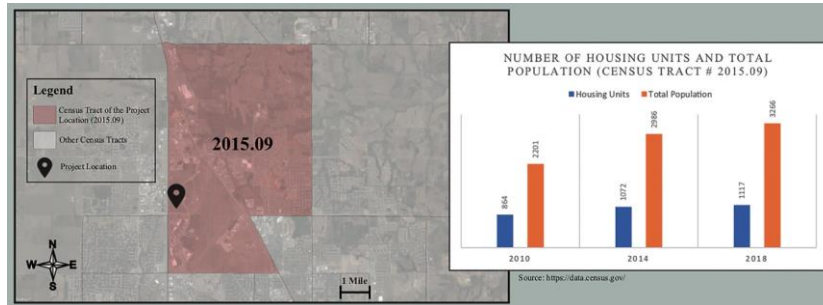 Legend
Census Tract of the Project
Location (2015.09)
Other Census Tracts
Project Location
2015.09
N
W
E
S
1 Mile
NUMBER OF HOUSING UNITS AND TOTAL
POPULATION (CENSUS TRACT # 2015.09)
Housing Units
Total Population
864
2201
1072
2986
1117
3266
2010
2014
2018
Source: https://data.census.gov/